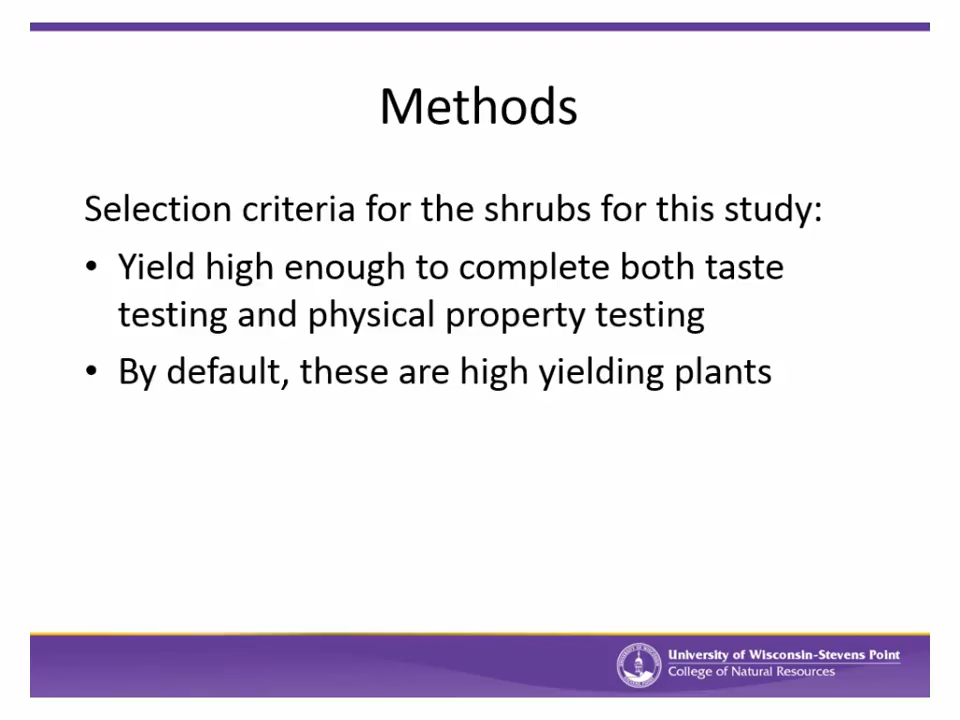 Methods
Selection criteria for the shrubs for this study:
• Yield high enough to complete both taste
testing and physical property testing
• By default, these are high yielding plants
University of Wisconsin-Stevens Point
College of Natural Resources